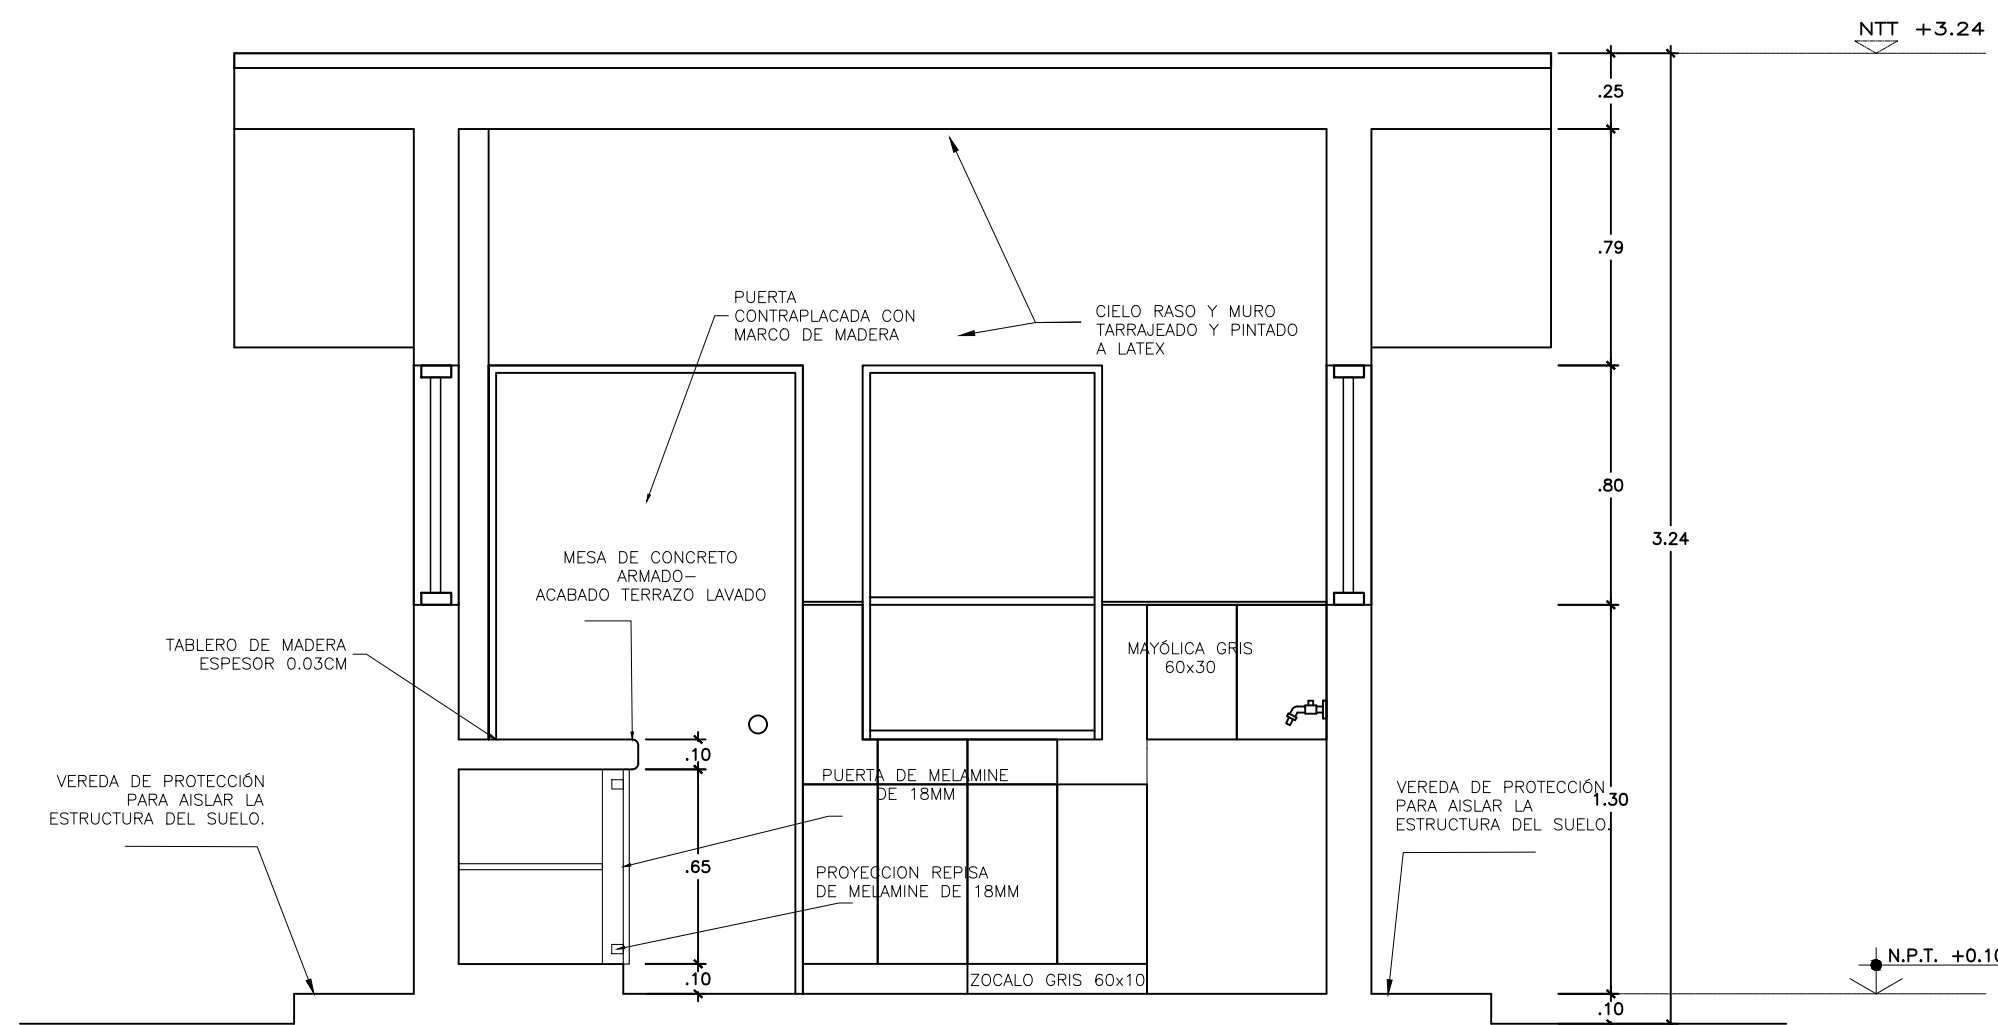 NTT +3.24
.25
.79
PUERTA
CONTRAPLACADA CON
MARCO DE MADERA
CIELO RASO Y MURO
TARRAJEADO Y PINTADO
A LATEX
.80
3.24
MESA DE CONCRETO
ARMADO-
ACABADO TERRAZO LAVADO
TABLERO DE MADERA
ESPESOR 0.03CM
MAYÓLICA GRIS
60x30
.10
VEREDA DE PROTECCIÓN
PARA AISLAR LA
ESTRUCTURA DEL SUELO.
PUERTA DE MELAMINE
DE 18MM
VEREDA DE PROTECCIÓN
PARA AISLAR LA
ESTRUCTURA DEL SUELO.
1.30
.65
PROYECCION REPISA
DE MELAMINE DE 18MM
N.P.T. +0.10
.10
ZOCALO GRIS 60x10
.10